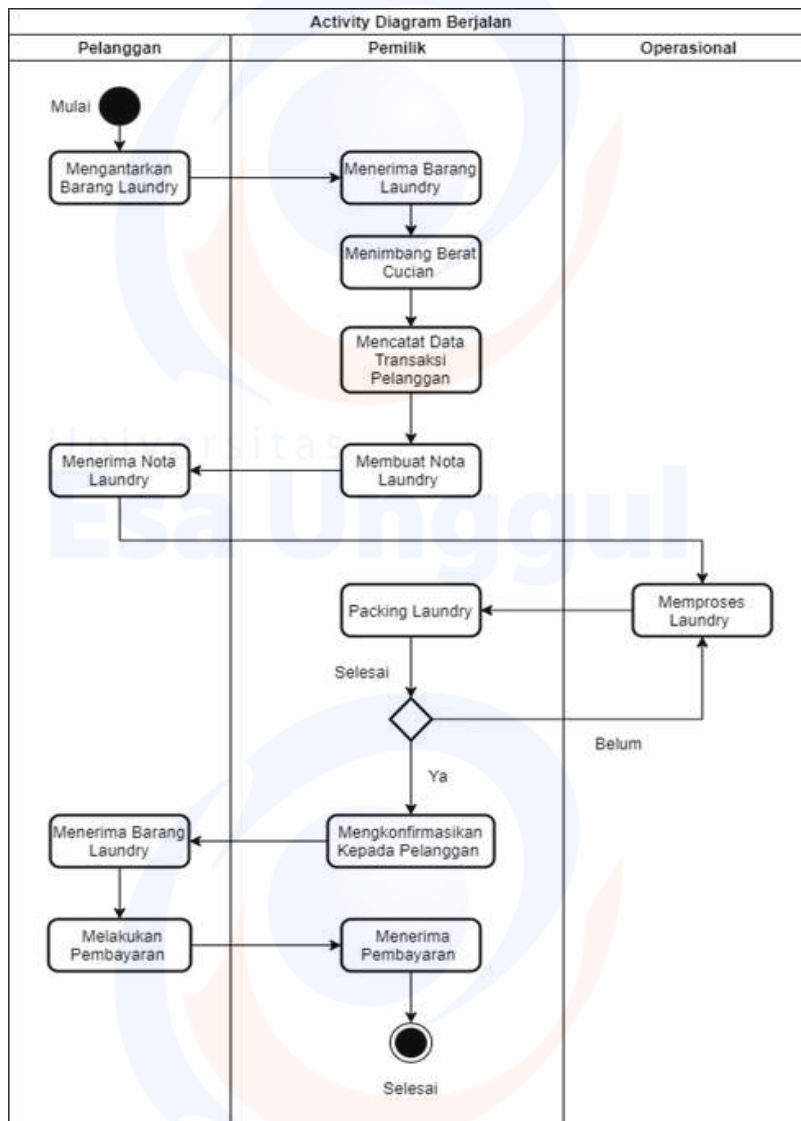 Activity Diagram Berjalan
Pelanggan
Pemilik
Operasional
Mulai
Mengantarkan
Barang Laundry
Menerima Barang
Laundry
Menimbang Berat
Cucian
Mencatat Data
Transaksi
Pelanggan
Universitas
Esa Unggul
Menerima Nota
Laundry
Membuat Nota
Laundry
Packing Laundry
Memproses
Laundry
Selesai
Belum
Ya
Menerima Barang
Laundry
Mengkonfirmasikan
Kepada Pelanggan
Melakukan
Pembayaran
Menerima
Pembayaran
Selesai